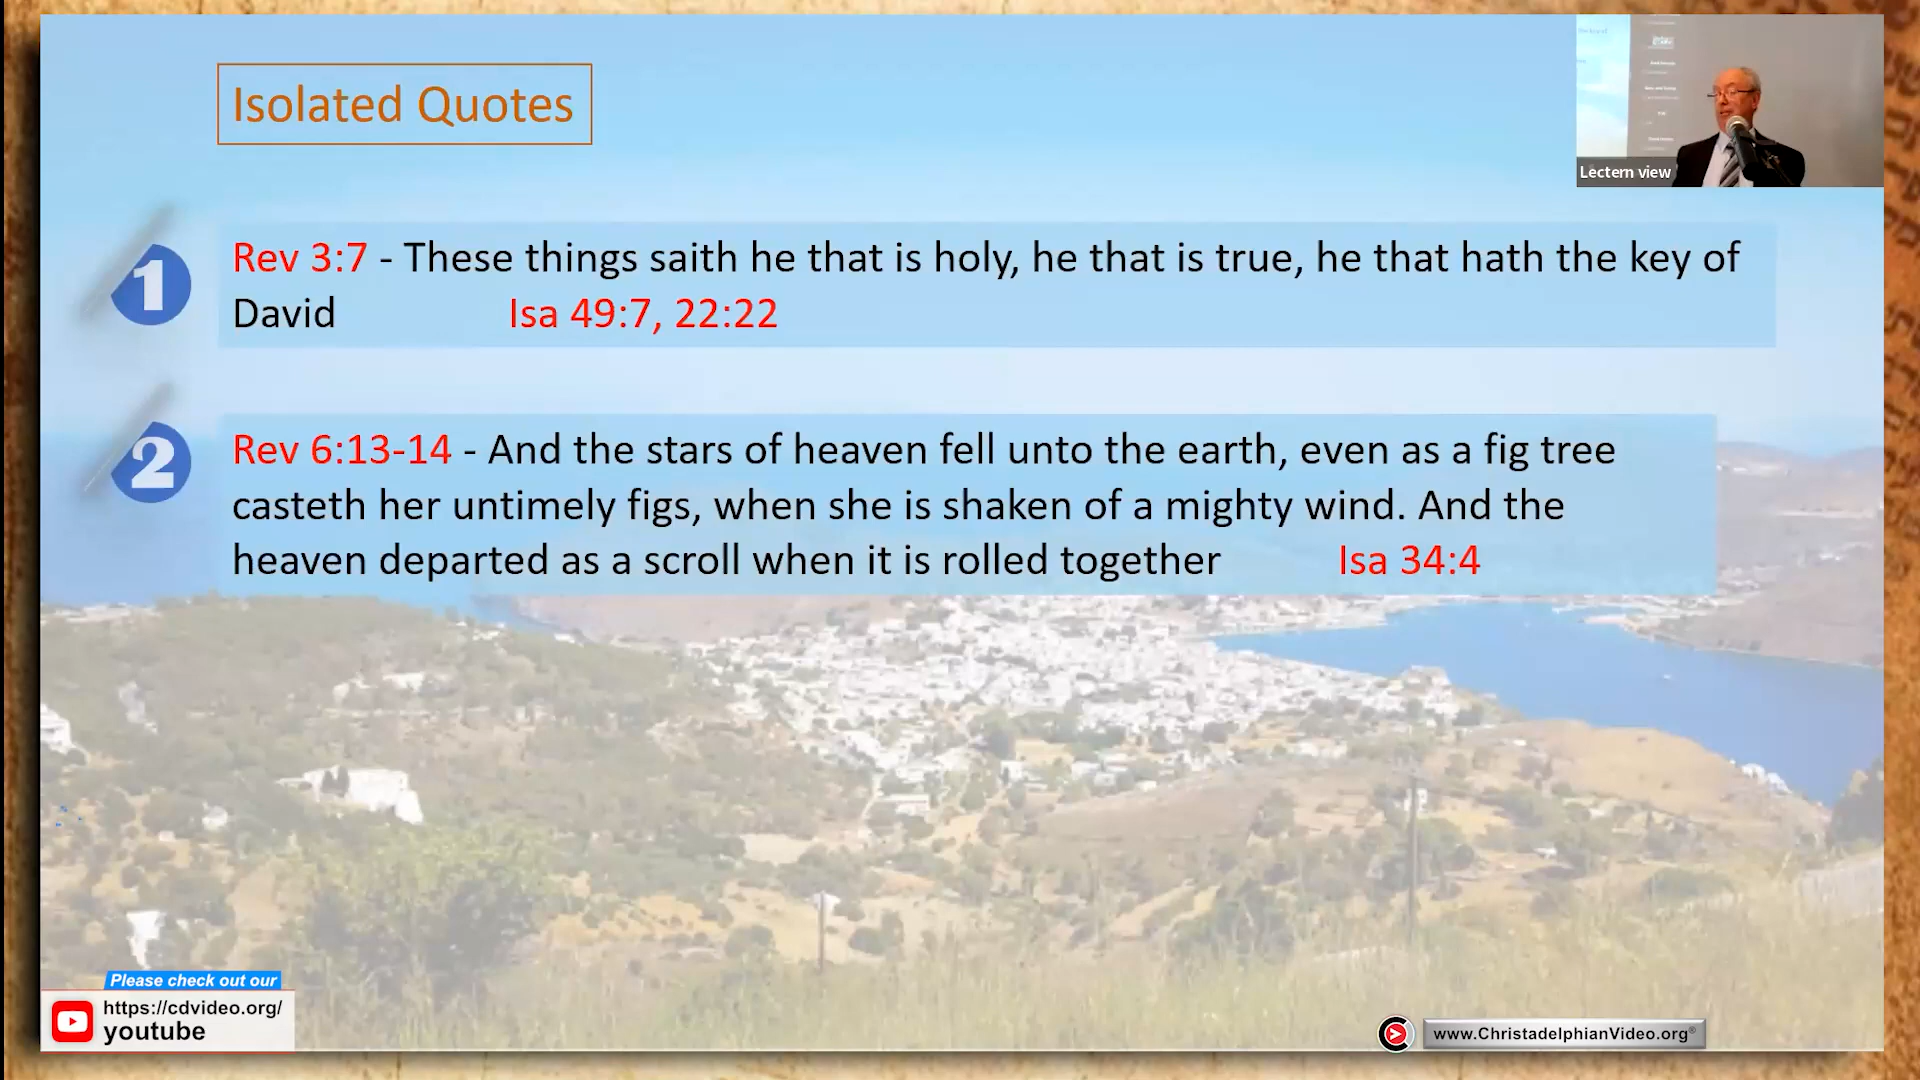 Isolated Quotes
Lectern view
1
Rev 3:7 - These things saith he that is holy, he that is true, he that hath the key of
David Isa 49:7, 22:22
2
Rev 6:13-14 - And the stars of heaven fell unto the earth, even as a fig tree
casteth her untimely figs, when she is shaken of a mighty wind. And the
heaven departed as a scroll when it is rolled together Isa 34:4
Please check out our
https://cdvideo.org/
youtube
www.ChristadelphianVideo.org®